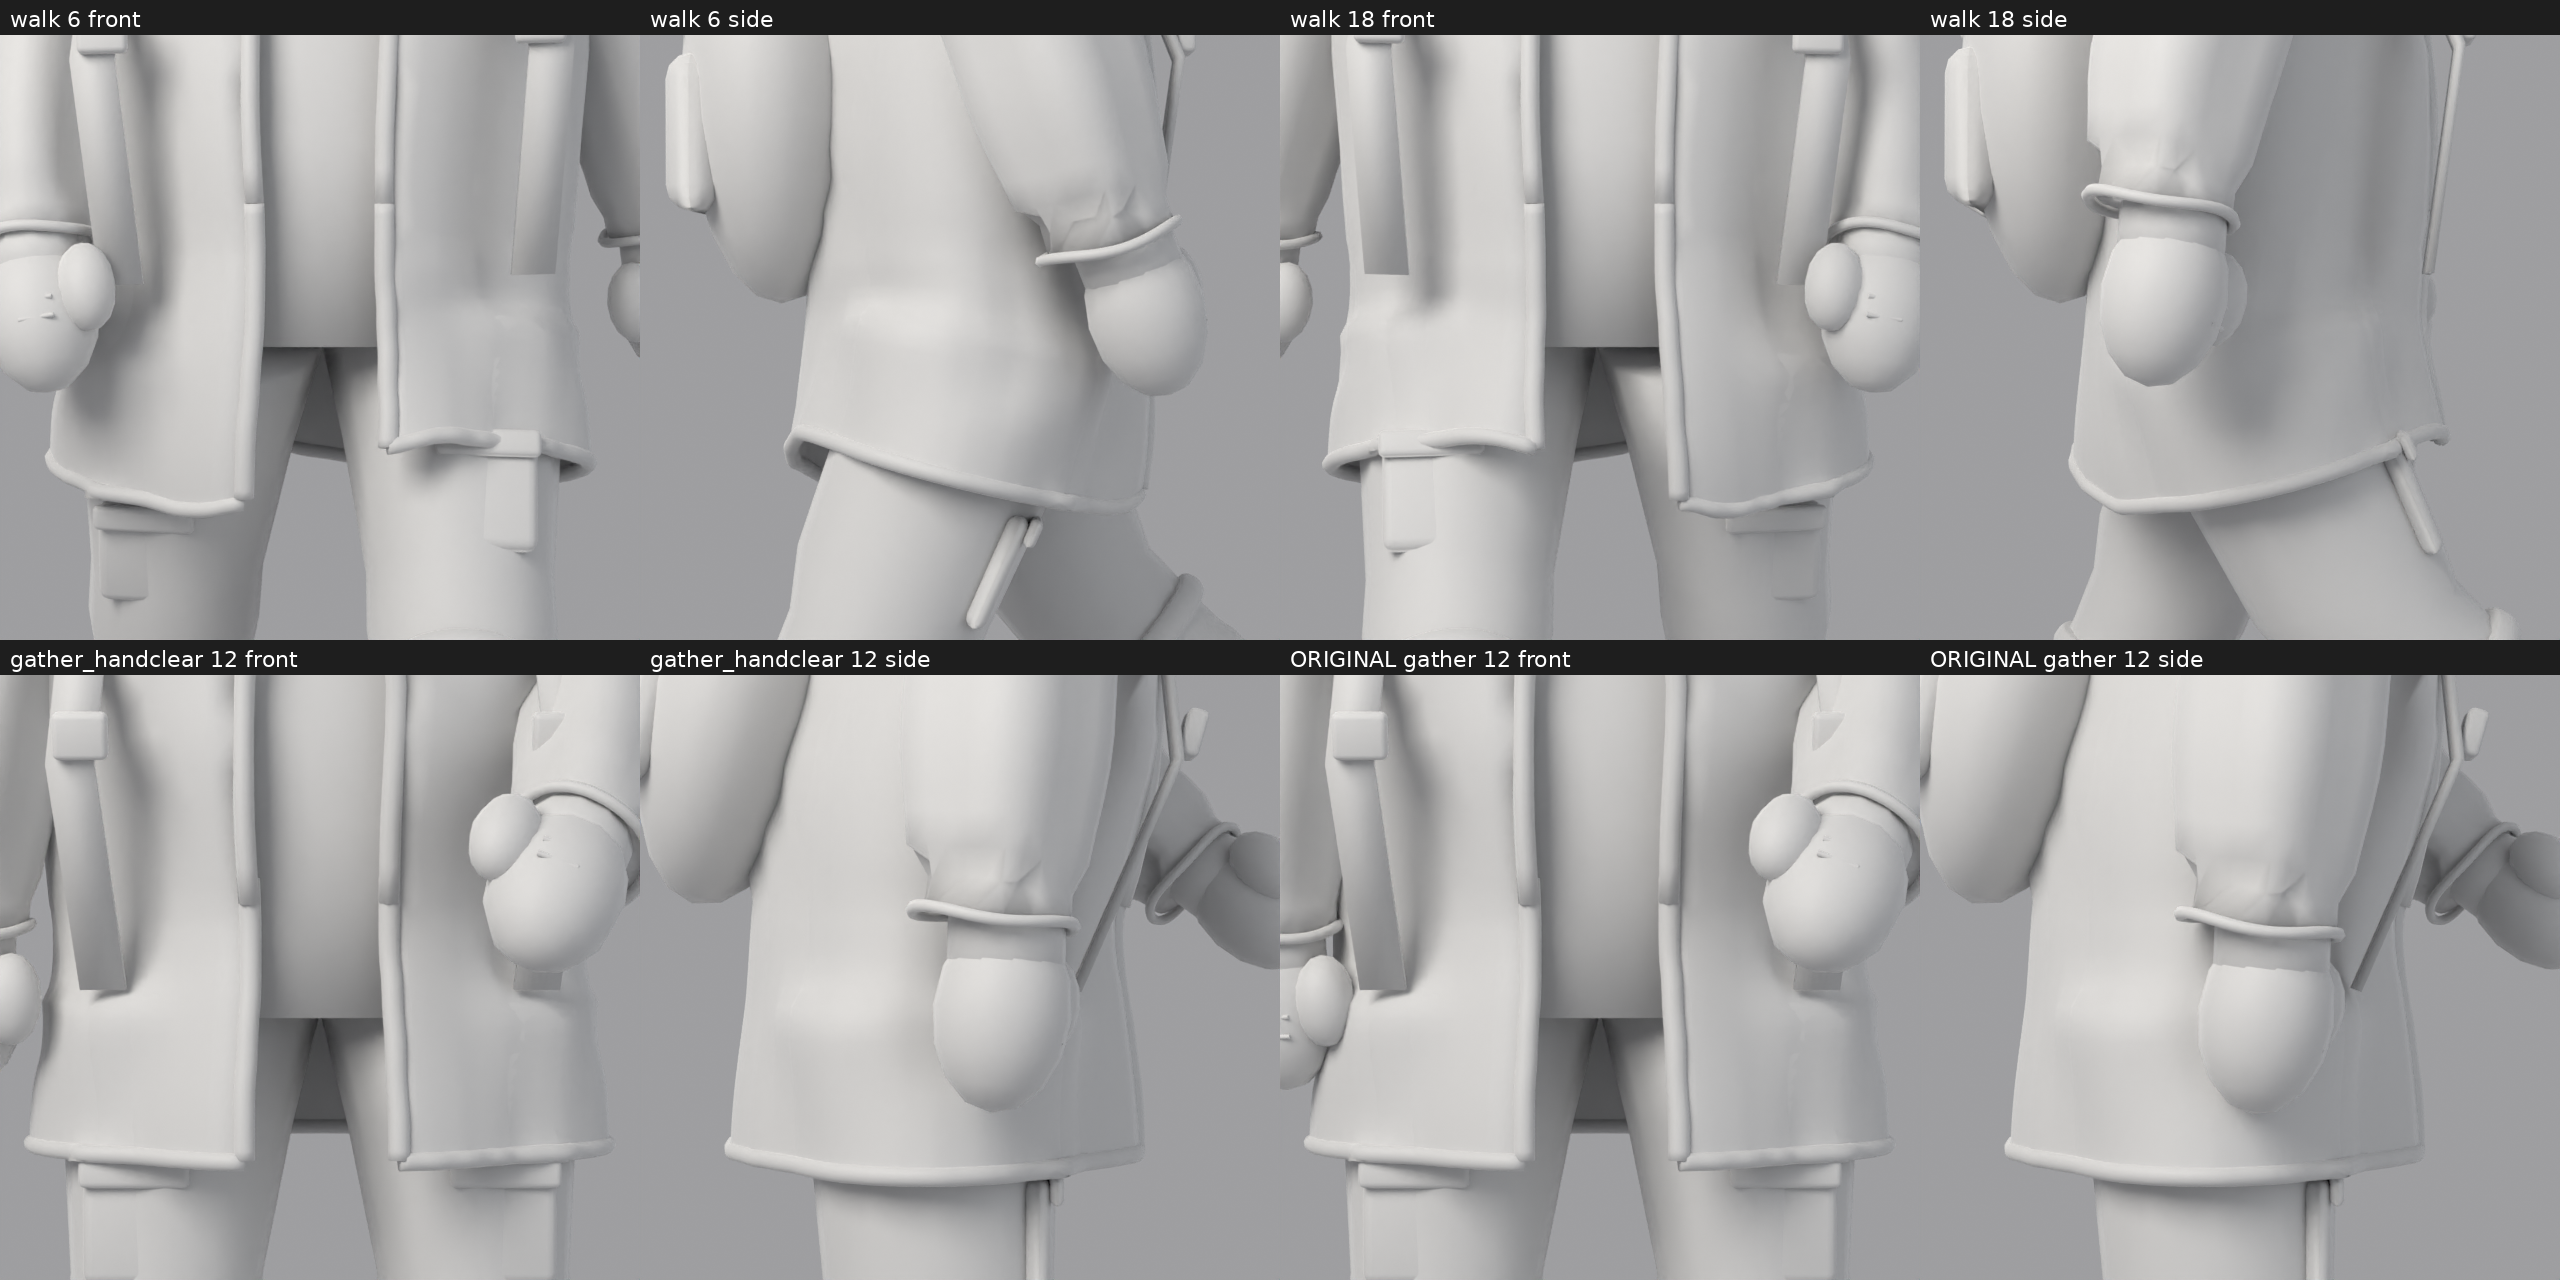 walk 6 front
walk 6 side
walk 18 front
walk 18 side
gather_handclear 12 front
gather_handclear 12 side
ORIGINAL gather 12 front
ORIGINAL gather 12 side